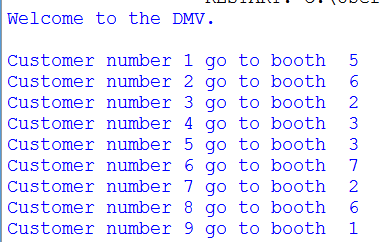 Welcome to the DMV.
Customer number 1 go to booth  5
Customer number 2 go to booth  6
Customer number 3 go to booth  2
Customer number 4 go to booth  3
Customer number 5 go to booth  3
Customer number 6 go to booth  7
Customer number 7 go to booth  2
Customer number 8 go to booth  6
Customer number 9 go to booth  1